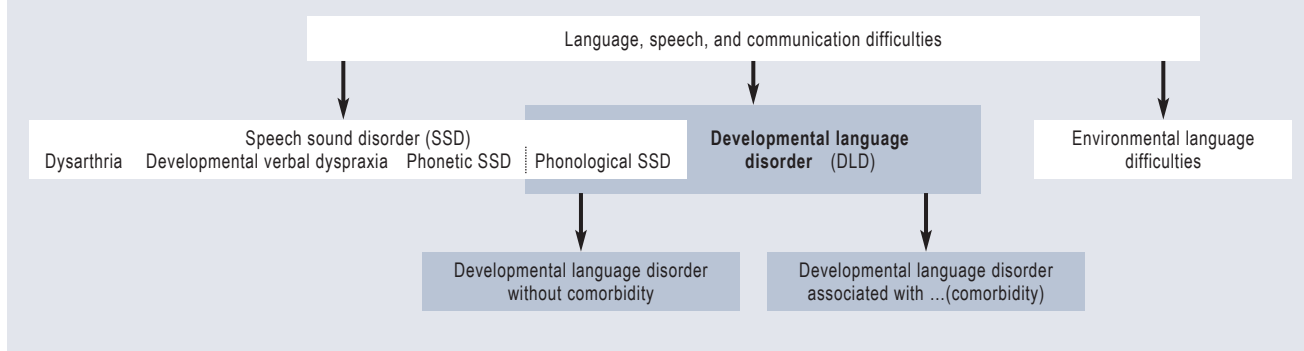 Language, speech, and communication difficulties
Speech sound disorder (SSD)
Dysarthria Developmental verbal dyspraxia Phonetic SSD Phonological SSD
Developmental language
disorder (DLD)
Environmental language
difficulties
Developmental language disorder
without comorbidity
Developmental language disorder
associated with ...(comorbidity)